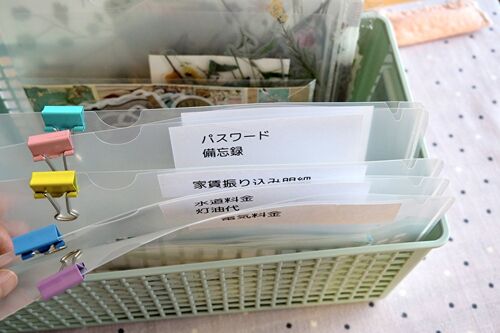 パスワード
備忘録
家賃振り込み明細
水道料金
灯油代
電気料金